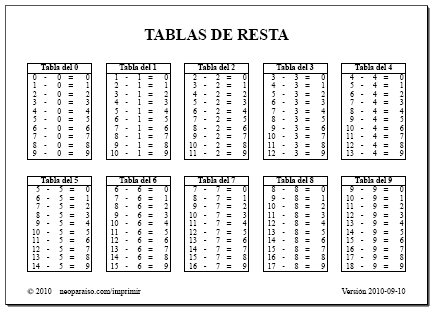 TABLAS DE RESTA
Tabla del 0
0 - 0 = 0
1 - 0 = 1
2 - 0 = 2
3 - 0 = 3
4 - 0 = 4
5 - 0 = 5
6 - 0 = 6
7 - 0 = 7
8 - 0 = 8
9 - 0 = 9
Tabla del 1
1 - 1 = 0
2 - 1 = 1
3 - 1 = 2
4 - 1 = 3
5 - 1 = 4
6 - 1 = 5
7 - 1 = 6
8 - 1 = 7
9 - 1 = 8
10 - 1 = 9
Tabla del 2
2 - 2 = 0
3 - 2 = 1
4 - 2 = 2
5 - 2 = 3
6 - 2 = 4
7 - 2 = 5
8 - 2 = 6
9 - 2 = 7
10 - 2 = 8
11 - 2 = 9
Tabla del 3
3 - 3 = 0
4 - 3 = 1
5 - 3 = 2
6 - 3 = 3
7 - 3 = 4
8 - 3 = 5
9 - 3 = 6
10 - 3 = 7
11 - 3 = 8
12 - 3 = 9
Tabla del 4
4 - 4 = 0
5 - 4 = 1
6 - 4 = 2
7 - 4 = 3
8 - 4 = 4
9 - 4 = 5
10 - 4 = 6
11 - 4 = 7
12 - 4 = 8
13 - 4 = 9
Tabla del 5
5 - 5 = 0
6 - 5 = 1
7 - 5 = 2
8 - 5 = 3
9 - 5 = 4
10 - 5 = 5
11 - 5 = 6
12 - 5 = 7
13 - 5 = 8
14 - 5 = 9
Tabla del 6
6 - 6 = 0
7 - 6 = 1
8 - 6 = 2
9 - 6 = 3
10 - 6 = 4
11 - 6 = 5
12 - 6 = 6
13 - 6 = 7
14 - 6 = 8
15 - 6 = 9
Tabla del 7
7 - 7 = 0
8 - 7 = 1
9 - 7 = 2
10 - 7 = 3
11 - 7 = 4
12 - 7 = 5
13 - 7 = 6
14 - 7 = 7
15 - 7 = 8
16 - 7 = 9
Tabla del 8
8 - 8 = 0
9 - 8 = 1
10 - 8 = 2
11 - 8 = 3
12 - 8 = 4
13 - 8 = 5
14 - 8 = 6
15 - 8 = 7
16 - 8 = 8
17 - 8 = 9
Tabla del 9
9 - 9 = 0
10 - 9 = 1
11 - 9 = 2
12 - 9 = 3
13 - 9 = 4
14 - 9 = 5
15 - 9 = 6
16 - 9 = 7
17 - 9 = 8
18 - 9 = 9
© 2010 neoparaiso.com/imprimir
Versión 2010-09-10